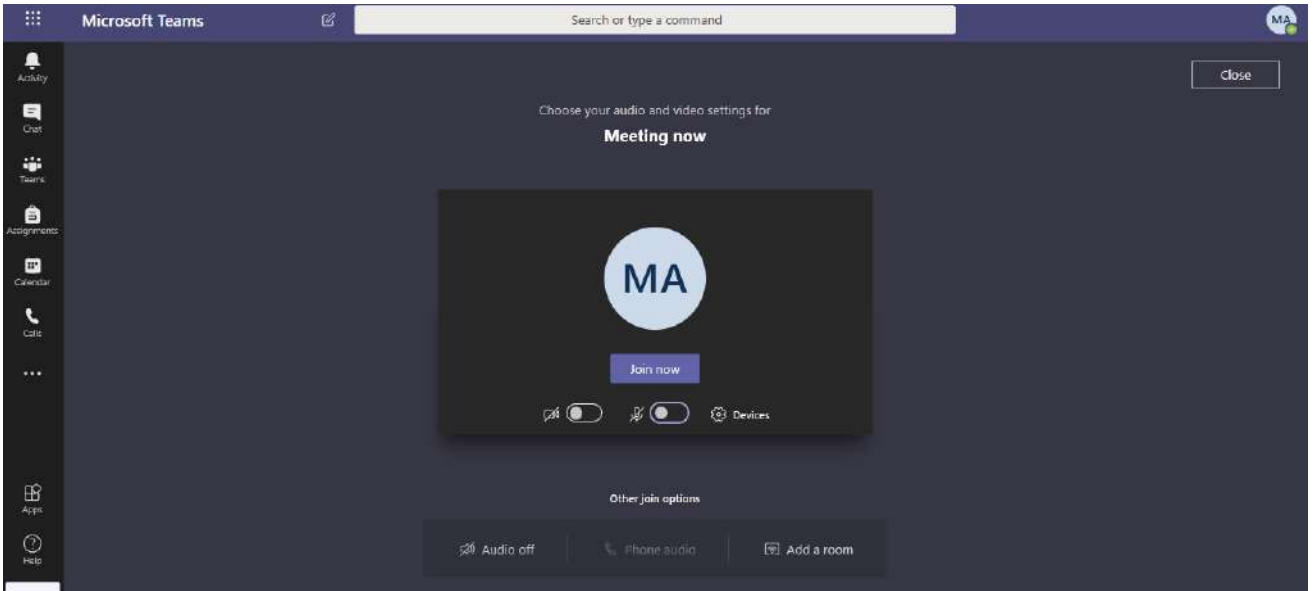 Microsoft Teams
Search or type a command
MA
Activity
Chat
Teams
Assignments
Calendar
Calls
Apps
Help
Close
Choose your audio and video settings for
Meeting now
MA
Join now
Devices
Other join options
Audio off
Phone audio
Add a room